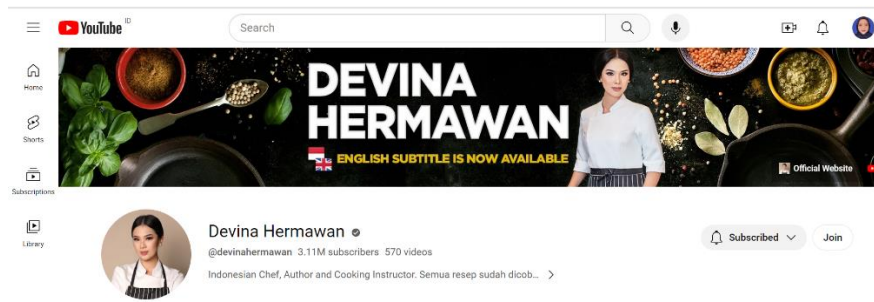 YouTube ID
Search
Home
Shorts
Subscriptions
Library
DEVINA
HERMAWAN
ENGLISH SUBTITLE IS NOW AVAILABLE
Official Website
Devina Hermawan
@devinahermawan 3.11M subscribers 570 videos
Indonesian Chef, Author and Cooking Instructor. Semua resep sudah dicob...
Subscribed
Join